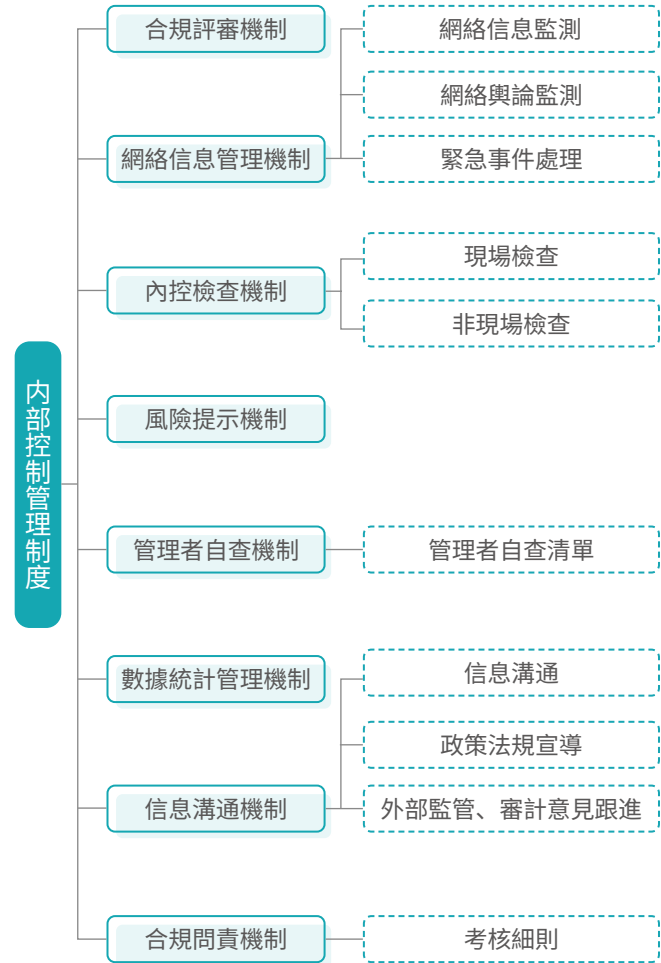 内部控制管理制度
合規評審機制
網絡信息管理機制
網絡信息監測
網絡輿論監測
緊急事件處理
內控檢查機制
現場檢查
非現場檢查
風險提示機制
管理者自查機制
管理者自查清單
數據統計管理機制
信息溝通機制
信息溝通
政策法規宣導
外部監管、審計意見跟進
合規問責機制
考核細則